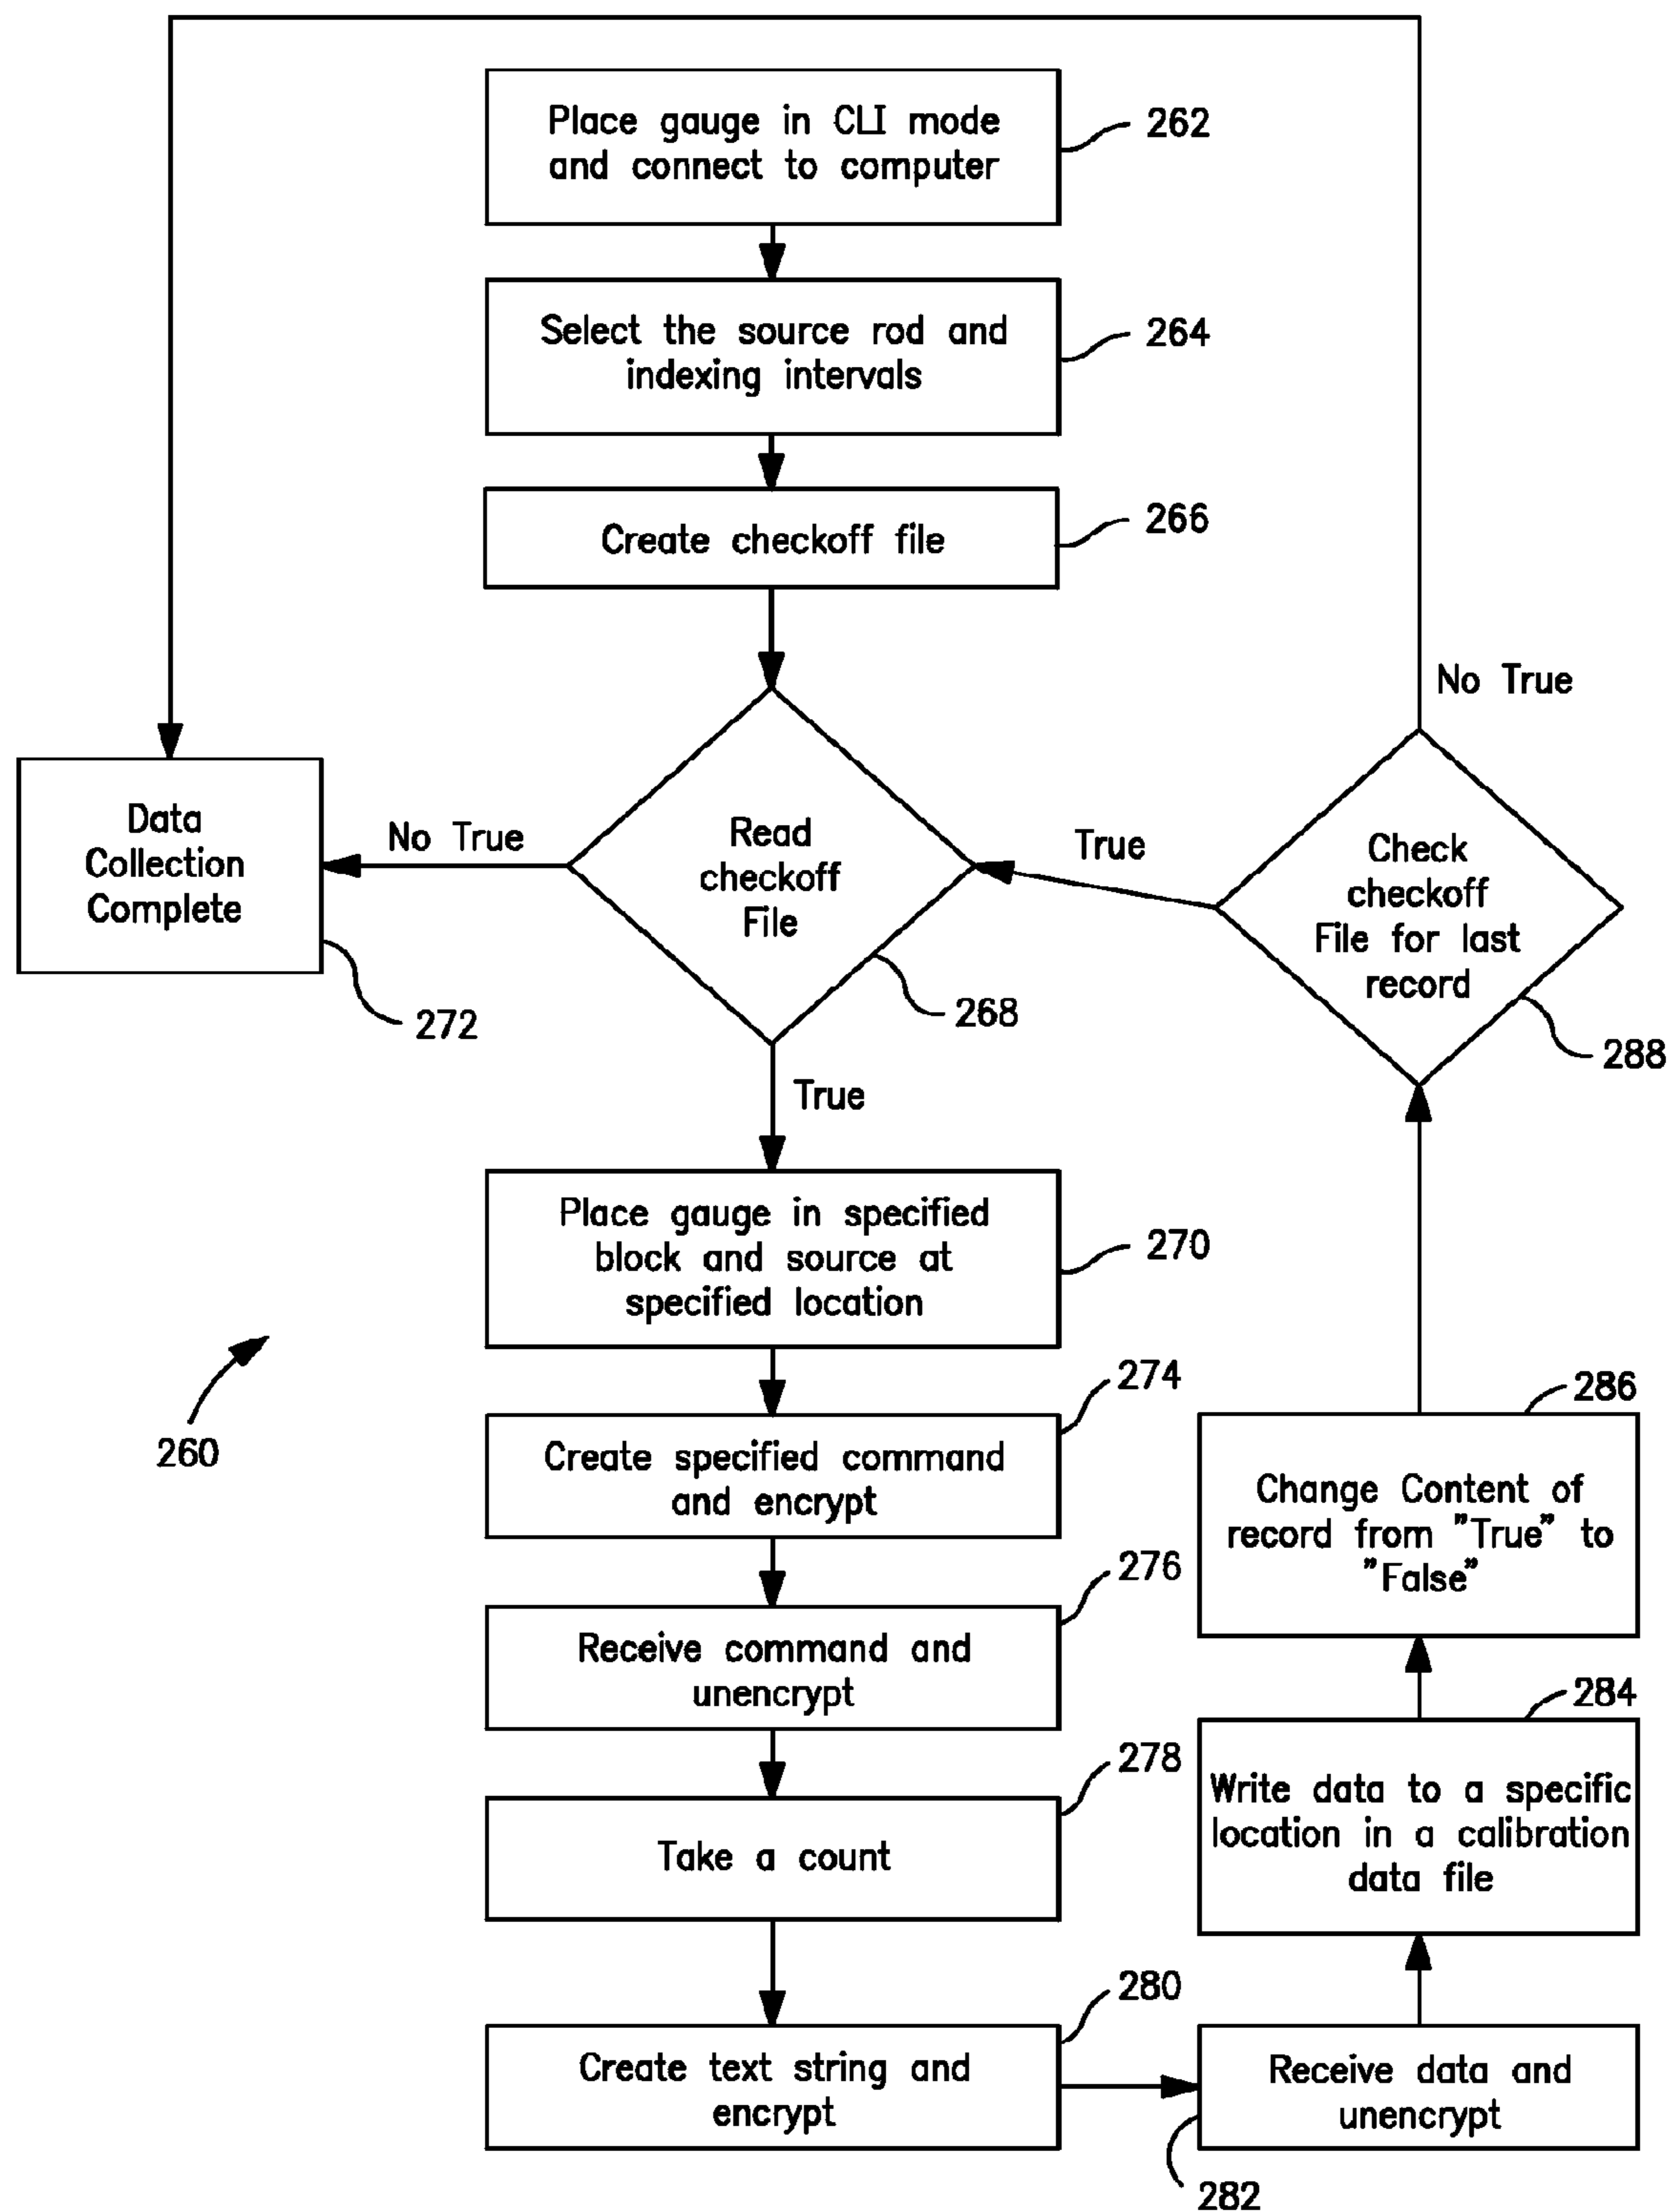 Place gauge in CLI mode
and connect to computer
262
Select the source rod and
indexing intervals
264
Create checkoff file
266
No True
Data
Collection
Complete
272
No True
Read
checkoff
File
268
True
Check
checkoff
File for last
record
288
True
Place gauge in specified
block and source at
specified location
270
260
Create specified command
and encrypt
274
Receive command and
unencrypt
276
Take a count
278
Create text string and
encrypt
280
Receive data and
unencrypt
282
Write data to a specific
location in a calibration
data file
284
Change Content of
record from "True" to
"False"
286